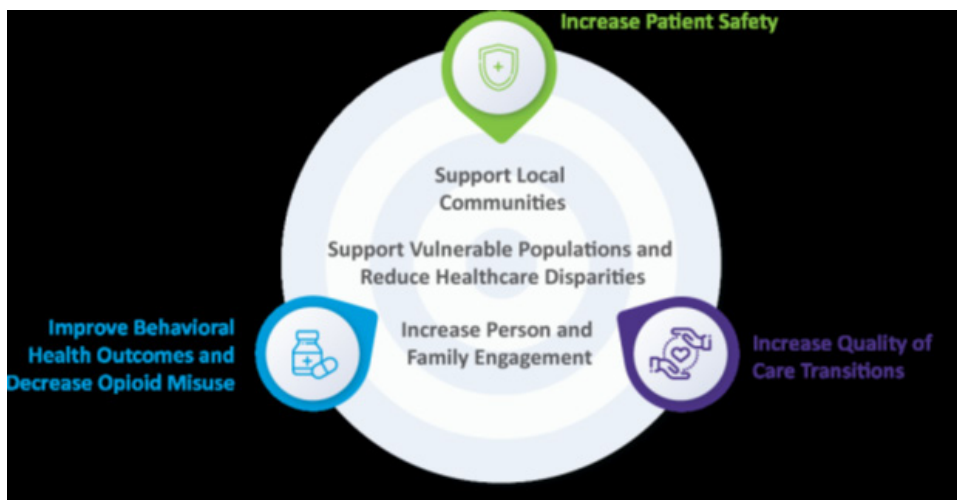 Increase Patient Safety
Support Local
Communities
Support Vulnerable Populations and
Reduce Healthcare Disparities
Increase Person and
Family Engagement
Improve Behavioral
Health Outcomes and
Decrease Opioid Misuse
Increase Quality of
Care Transitions